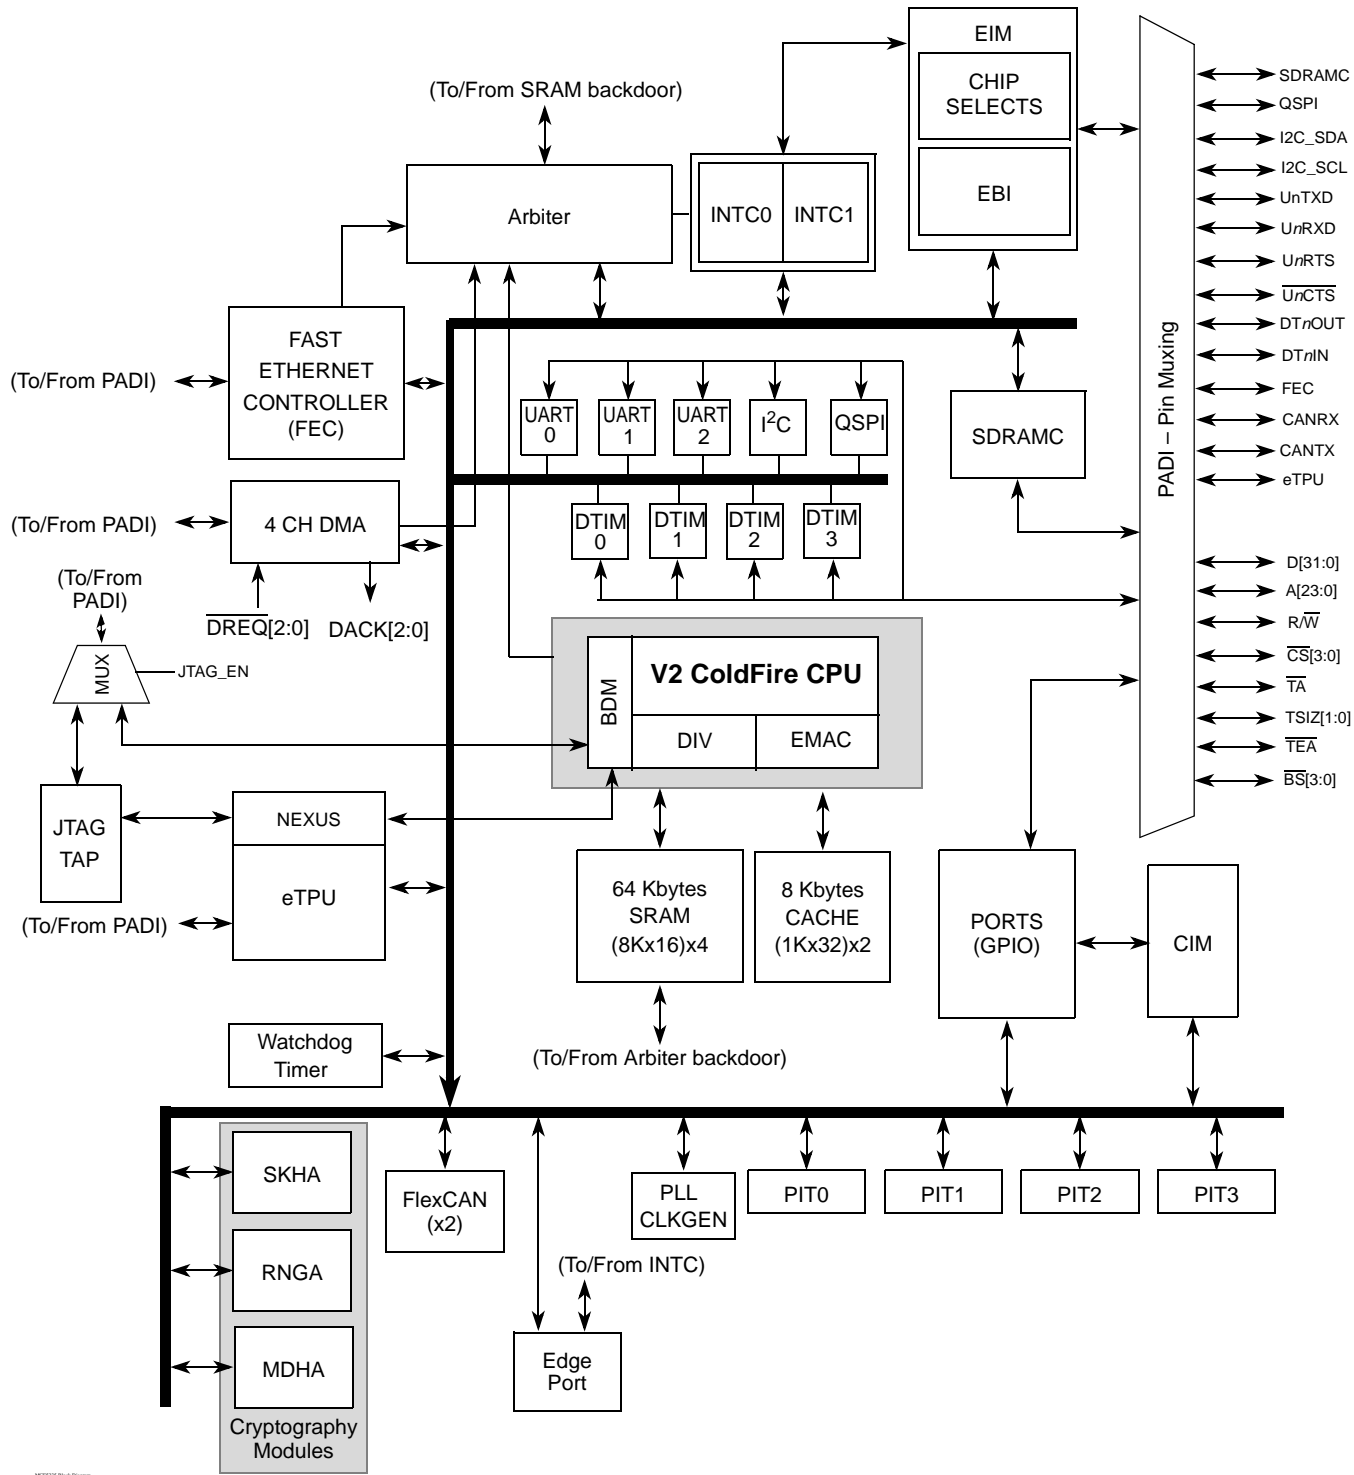 EIM
CHIP
SELECTS
EBI
(To/From SRAM backdoor)
Arbiter
INTC0
INTC1
FAST
ETHERNET
CONTROLLER
(FEC)
(To/From PADI)
UART
0
UART
1
UART
2
I²C
QSPI
SDRAMC
DTIM
0
DTIM
1
DTIM
2
DTIM
3
4 CH DMA
(To/From PADI)
DREQ[2:0]
DACK[2:0]
(To/From
PADI)
MUX
JTAG_EN
BDM
V2 ColdFire CPU
DIV
EMAC
JTAG
TAP
NEXUS
eTPU
(To/From PADI)
64 Kbytes
SRAM
(8Kx16)x4
8 Kbytes
CACHE
(1Kx32)x2
PORTS
(GPIO)
CIM
(To/From Arbiter backdoor)
Watchdog
Timer
PADI – Pin Muxing
SDRAMC
QSPI
I2C_SDA
I2C_SCL
UnTXD
UnRXD
UnRTS
UnCTS
DTnOUT
DTnIN
FEC
CANRX
CANTX
eTPU
D[31:0]
A[23:0]
R/W
CS[3:0]
TA
TSIZ[1:0]
TEA
BS[3:0]
SKHA
RNGA
MDHA
Cryptography
Modules
FlexCAN
(x2)
PLL
CLKGEN
PIT0
PIT1
PIT2
PIT3
(To/From INTC)
Edge
Port